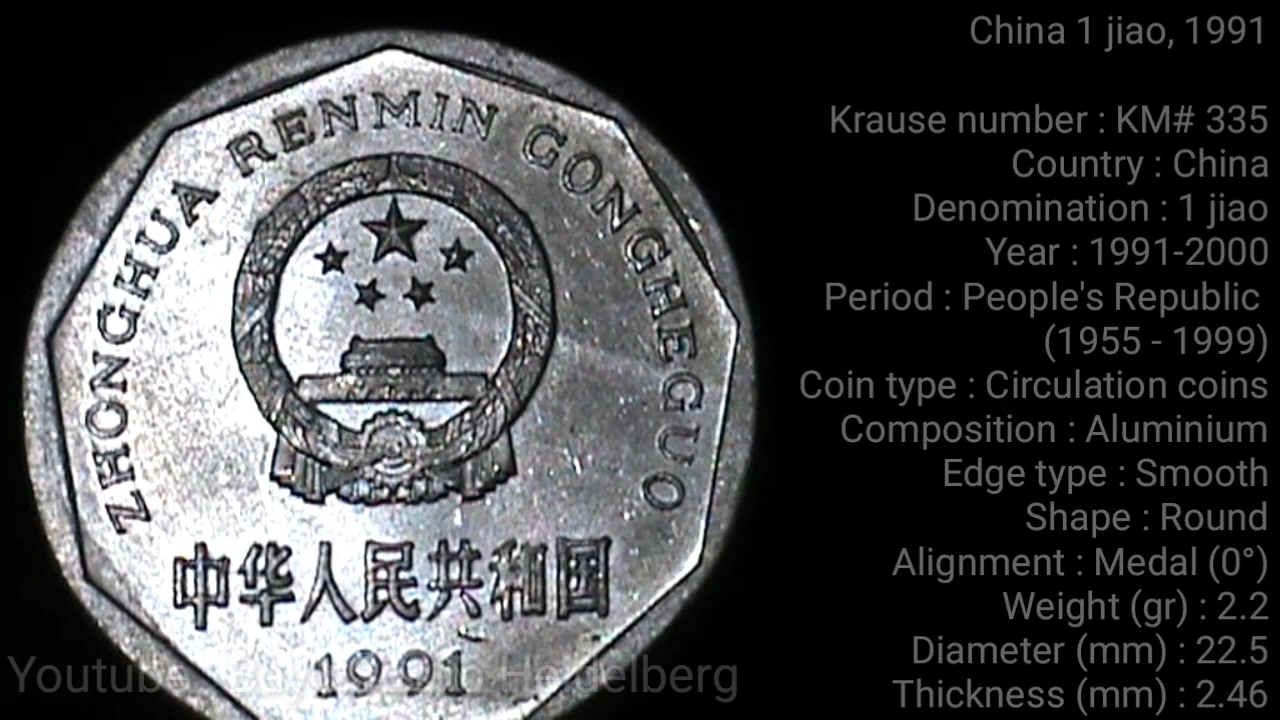 ZHONGHUA RENMIN GONGHEGUO
中华人民共和国
1991
Youtube Heidelberg
China 1 jiao, 1991
Krause number : KM# 335
Country : China
Denomination : 1 jiao
Year : 1991-2000
Period : People's Republic
(1955 - 1999)
Coin type : Circulation coins
Composition : Aluminium
Edge type : Smooth
Shape : Round
Alignment : Medal (0°)
Weight (gr) : 2.2
Diameter (mm) : 22.5
Thickness (mm) : 2.46